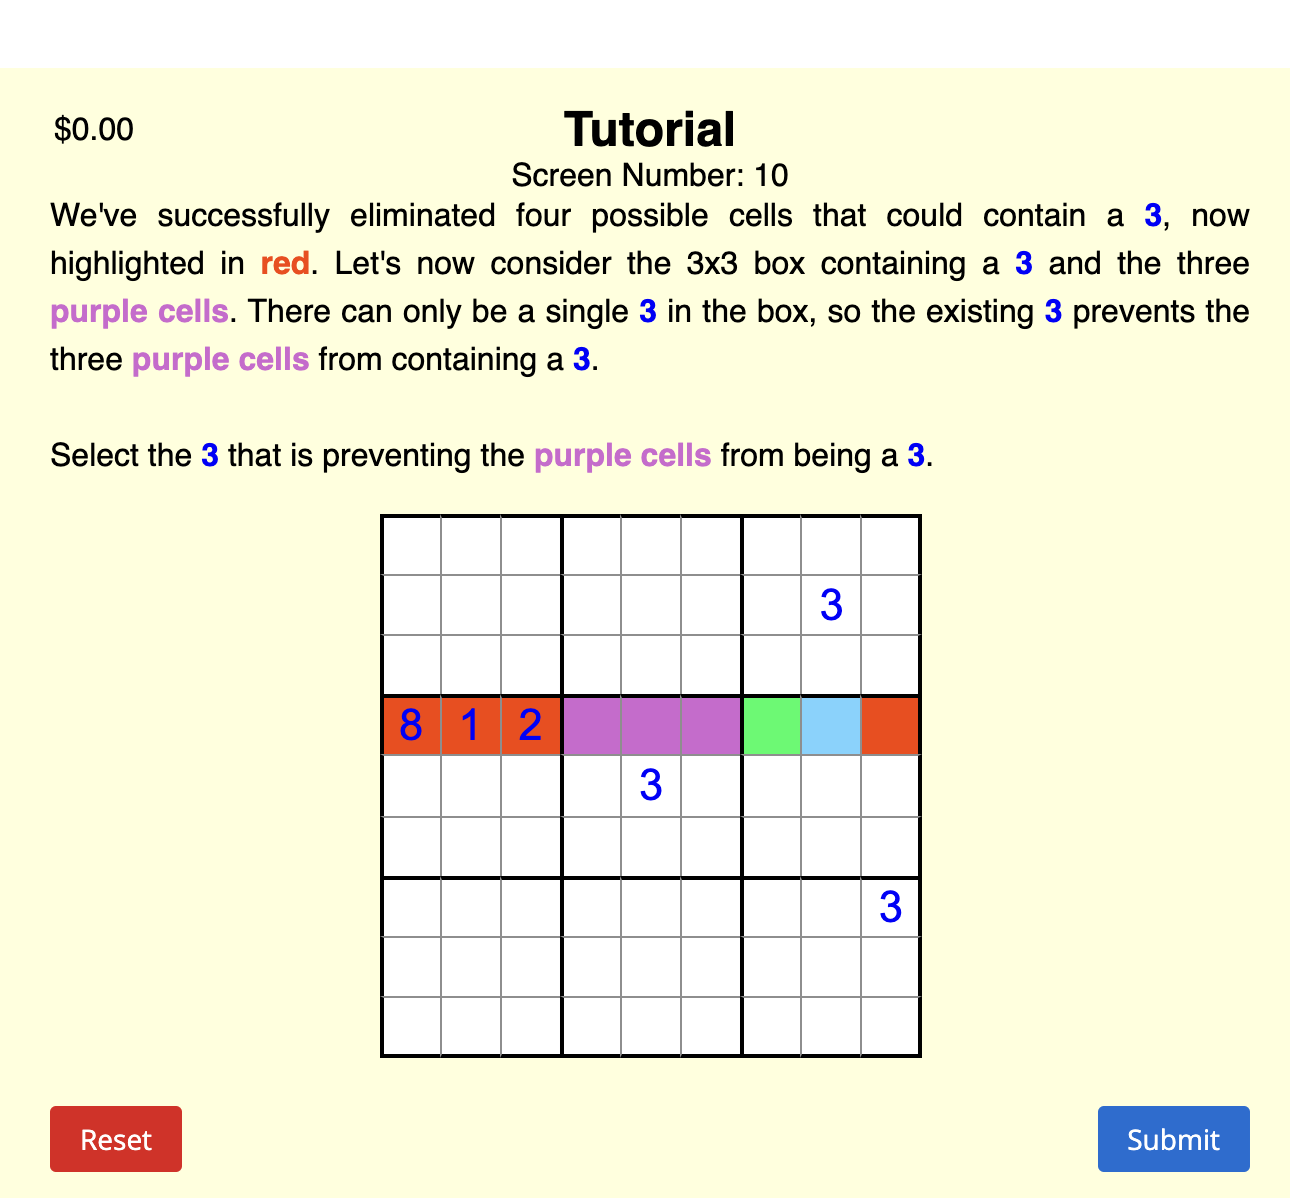 $0.00
Tutorial
Screen Number: 10
We've successfully eliminated four possible cells that could contain a 3, now
highlighted in red. Let's now consider the 3x3 box containing a 3 and the three
purple cells. There can only be a single 3 in the box, so the existing 3 prevents the
three purple cells from containing a 3.
Select the 3 that is preventing the purple cells from being a 3.
3
8 1 2
3
3
Reset
Submit